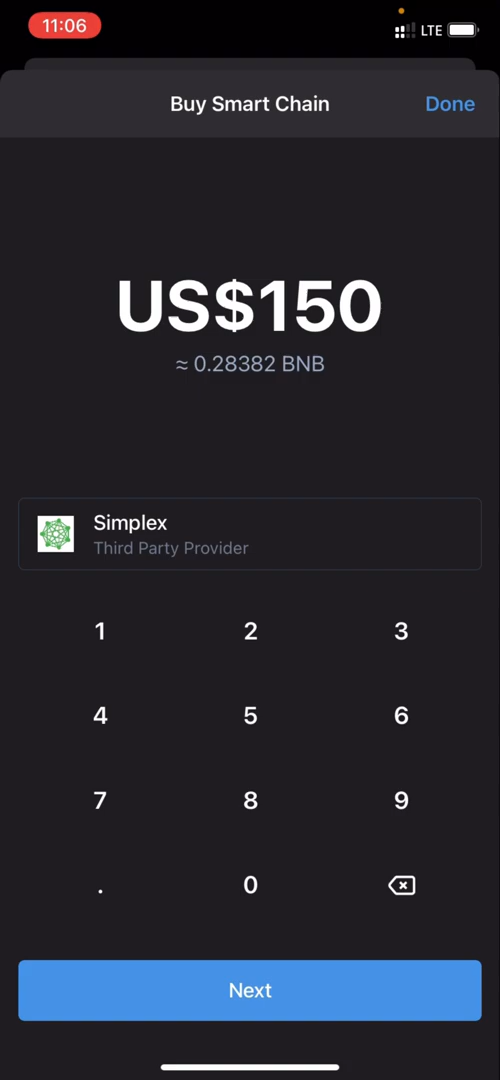 11:06
LTE
Buy Smart Chain
Done
US$150
≈ 0.28382 BNB
Simplex
Third Party Provider
1 2 3
4 5 6
7 8 9
. 0
Next